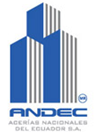 ANDEC
ACERÍAS NACIONALES
DEL ECUADOR S.A.